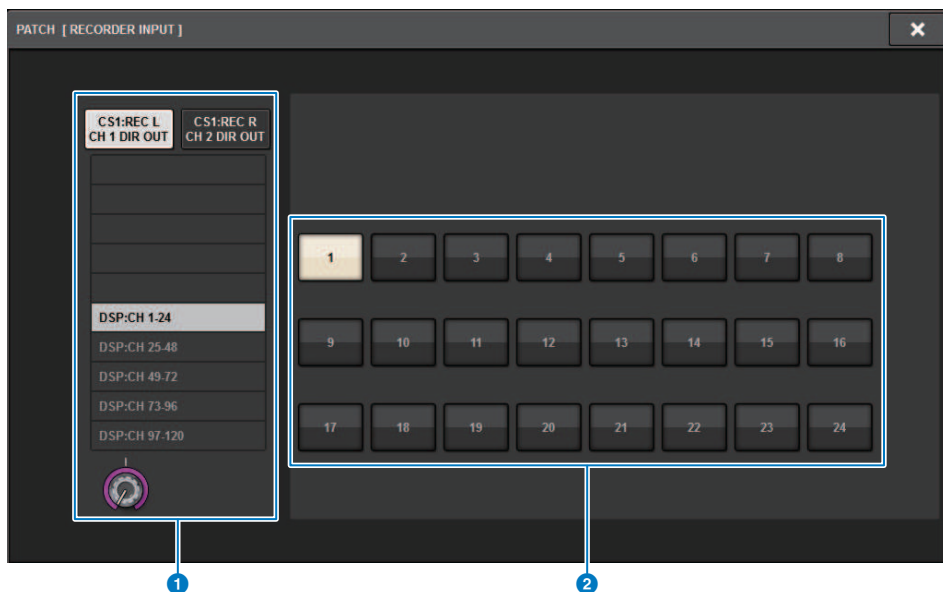 PATCH [ RECORDER INPUT ]
CS1:REC L
CH 1 DIR OUT
CS1:REC R
CH 2 DIR OUT
DSP:CH 1-24
DSP:CH 25-48
DSP:CH 49-72
DSP:CH 73-96
DSP:CH 97-120
1 2 3 4 5 6 7 8
9 10 11 12 13 14 15 16
17 18 19 20 21 22 23 24
1 2